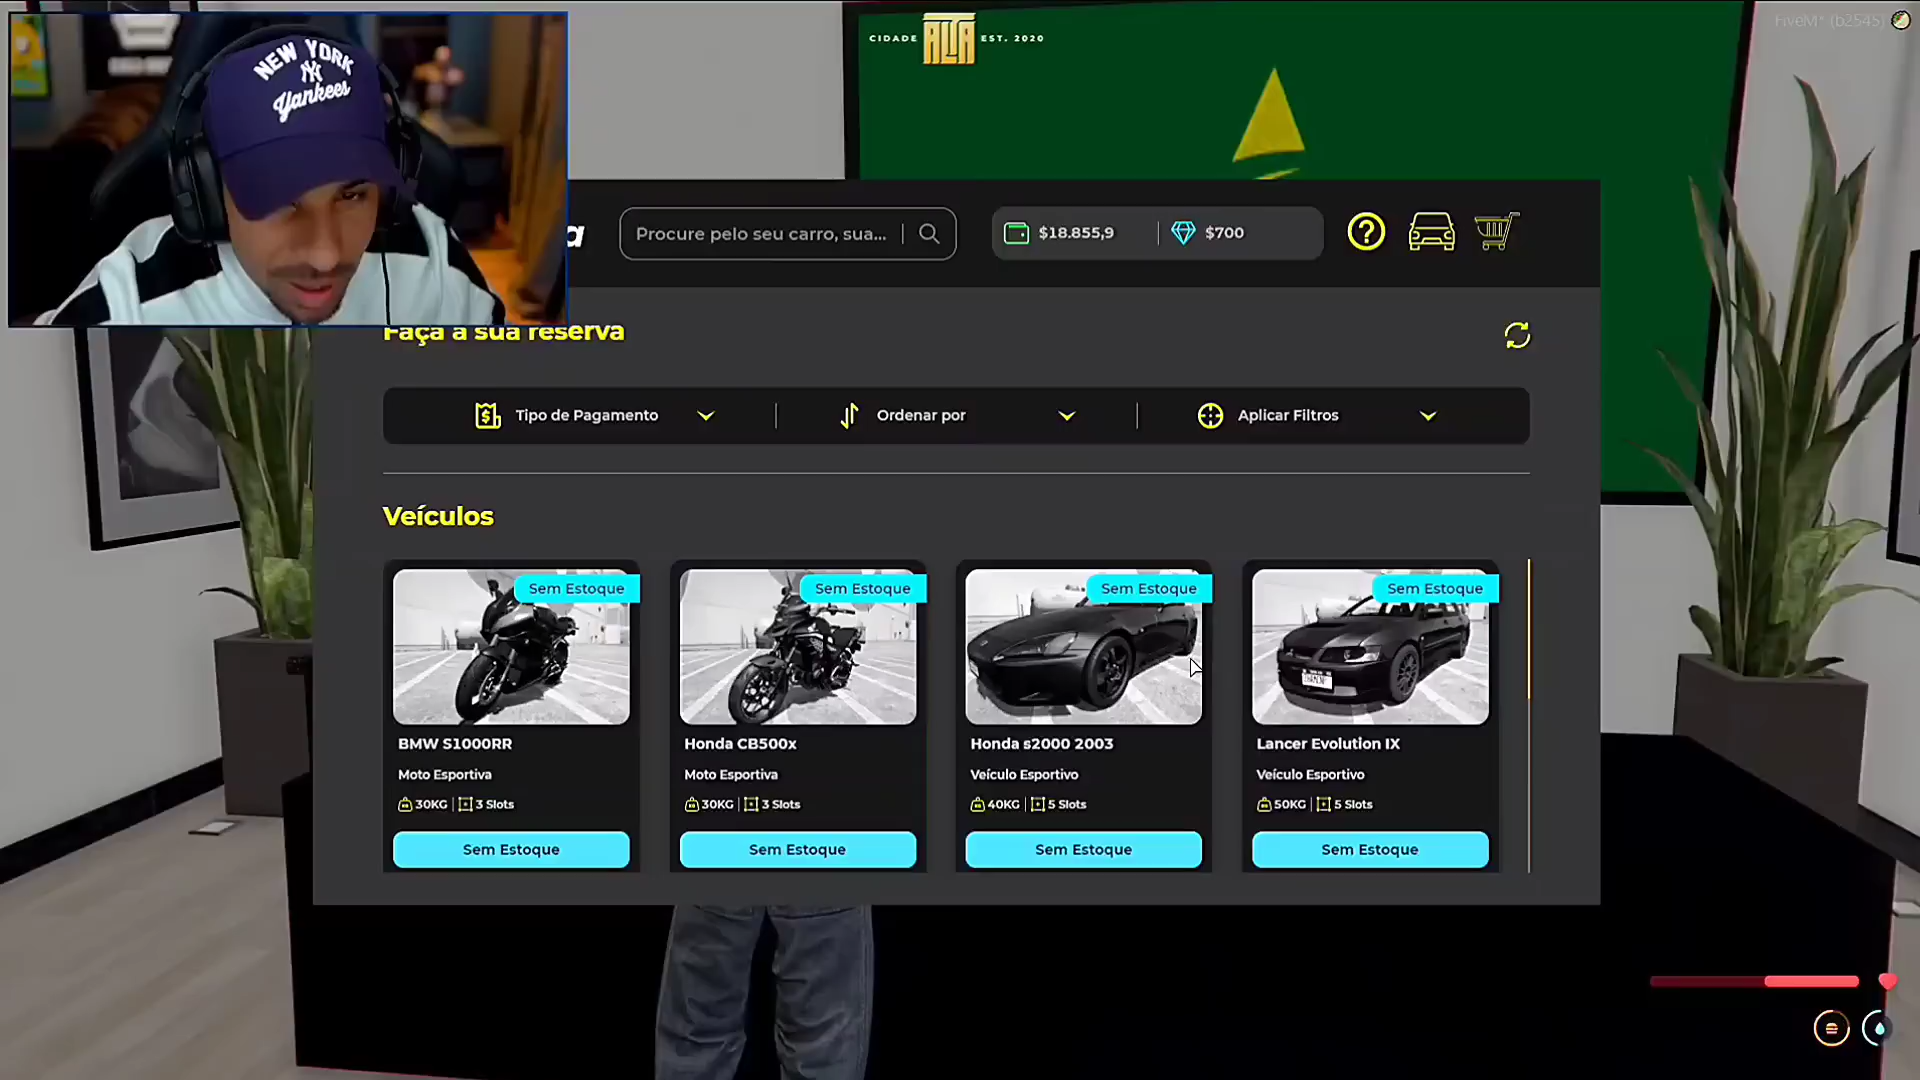 NEW YORK
NY
Yankees
CIDADE ALTA EST. 2020
FiveM* (b2545)
a
Procure pelo seu carro, sua...
$18.855,9
$700
Faça a sua reserva
Tipo de Pagamento
Ordenar por
Aplicar Filtros
Veículos
Sem Estoque
Sem Estoque
Sem Estoque
Sem Estoque
BMW S1000RR
Honda CB500x
Honda s2000 2003
Lancer Evolution IX
Moto Esportiva
Moto Esportiva
Veículo Esportivo
Veículo Esportivo
30KG | 3 Slots
30KG | 3 Slots
40KG | 5 Slots
50KG | 5 Slots
Sem Estoque
Sem Estoque
Sem Estoque
Sem Estoque